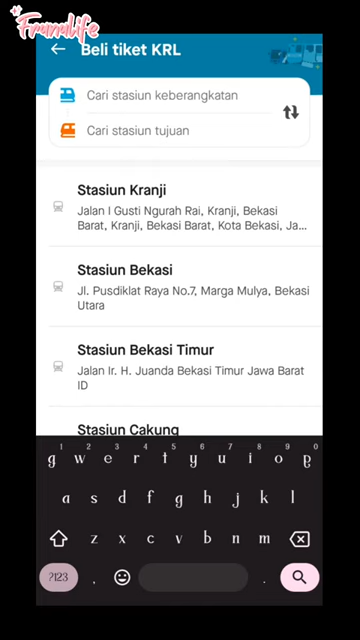 Frunulife
Beli tiket KRL
Cari stasiun keberangkatan
Cari stasiun tujuan
Stasiun Kranji
Jalan I Gusti Ngurah Rai, Kranji, Bekasi
Barat, Kranji, Bekasi Barat, Kota Bekasi, Ja...
Stasiun Bekasi
Jl. Pusdiklat Raya No.7, Marga Mulya, Bekasi
Utara
Stasiun Bekasi Timur
Jalan Ir. H. Juanda Bekasi Timur Jawa Barat
ID
Stasiun Cakung
1 2 3 4 5 6 7 8 9 0
q w e r t y u i o p
a s d f g h j k l
z x c v b n m
?123 , .